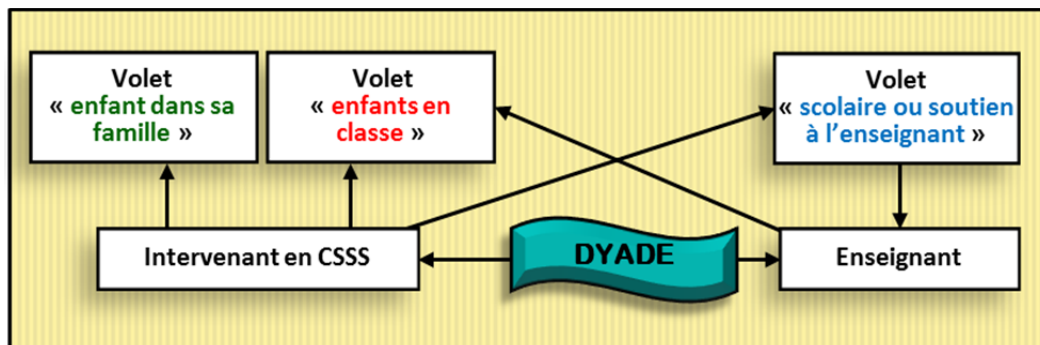 Volet
« enfant dans sa
famille »
Volet
« enfants en
classe »
Volet
« scolaire ou soutien
à l’enseignant »
Intervenant en CSSS
DYADE
Enseignant